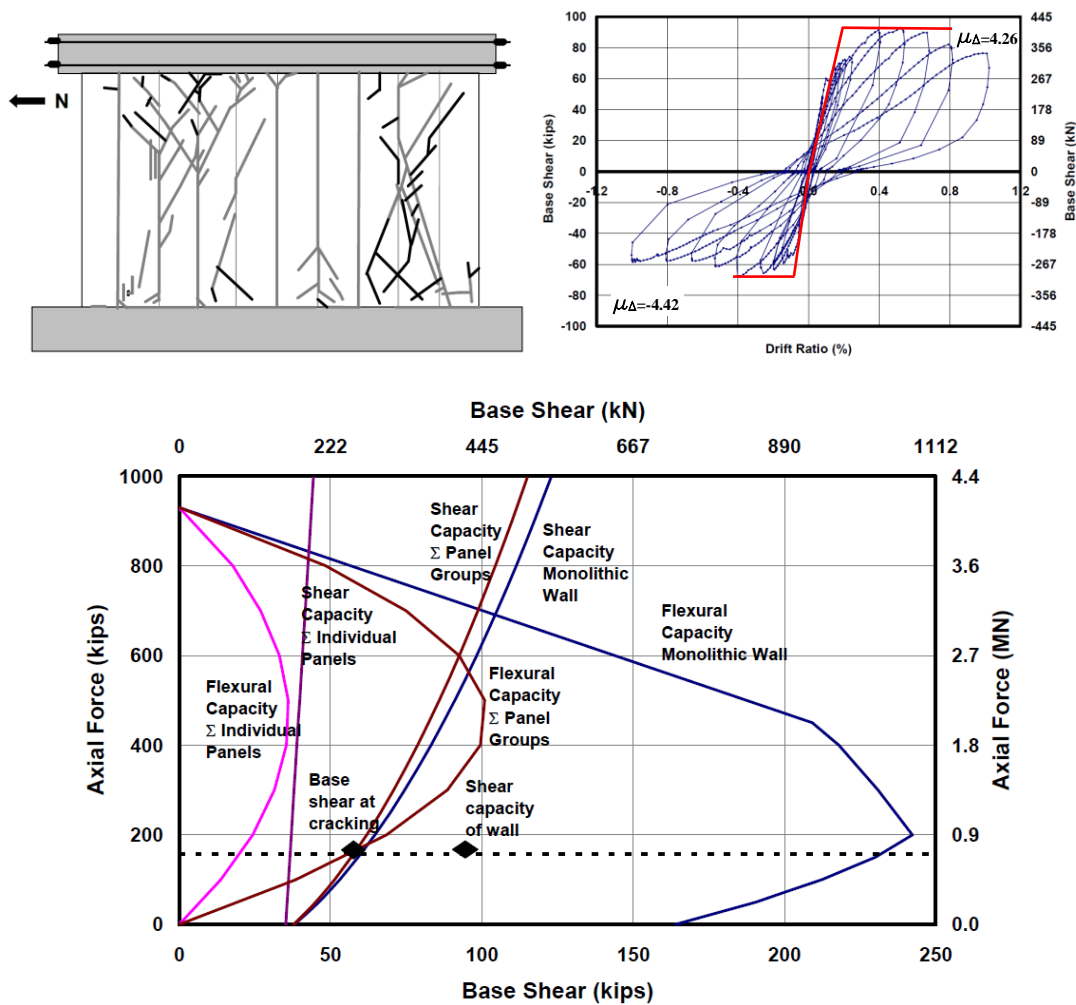 N
100
80
60
40
20
0
-20
-40
-60
-80
-100
Base Shear (kips)
-1.2
-0.8
-0.4
0.0
0.4
0.8
1.2
Drift Ratio (%)
445
356
267
178
89
0
-89
-178
-267
-356
-445
Base Shear (kN)
μΔ=4.26
μΔ=-4.42
Base Shear (kN)
0
222
445
667
890
1112
1000
800
600
400
200
0
Axial Force (kips)
4.4
3.6
2.7
1.8
0.9
0.0
Axial Force (MN)
Shear
Capacity
Σ Panel
Groups
Shear
Capacity
Monolithic
Wall
Shear
Capacity
Σ Individual
Panels
Flexural
Capacity
Monolithic Wall
Flexural
Capacity
Σ Individual
Panels
Flexural
Capacity
Σ Panel
Groups
Base
shear at
cracking
Shear
capacity
of wall
0
50
100
150
200
250
Base Shear (kips)